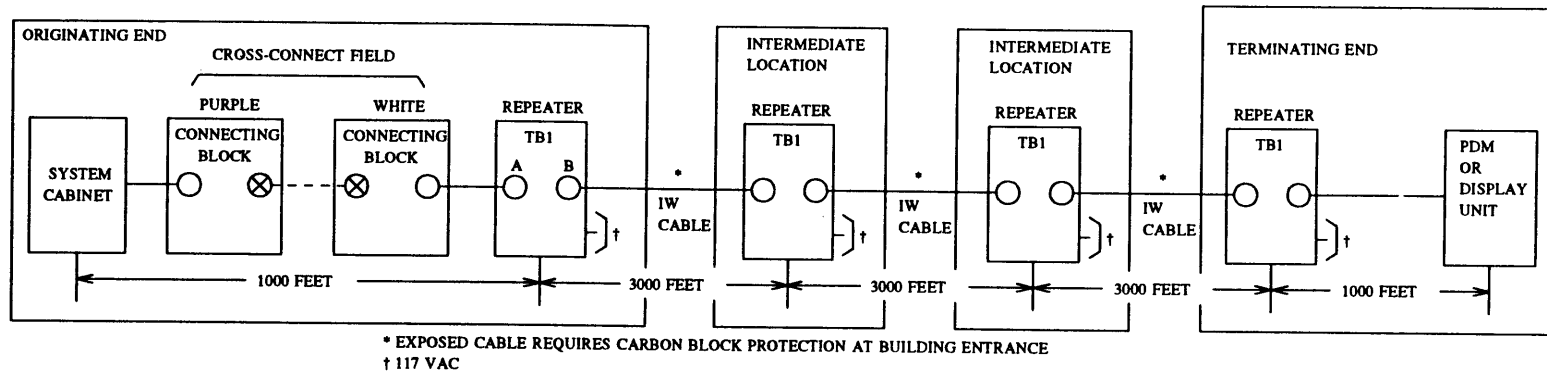 ORIGINATING END
CROSS-CONNECT FIELD
PURPLE
WHITE
REPEATER
SYSTEM
CABINET
CONNECTING
BLOCK
CONNECTING
BLOCK
TB1
A
B
†
*
IW
CABLE
INTERMEDIATE
LOCATION
REPEATER
TB1
†
*
IW
CABLE
INTERMEDIATE
LOCATION
REPEATER
TB1
†
*
IW
CABLE
TERMINATING END
REPEATER
TB1
†
PDM
OR
DISPLAY
UNIT
1000 FEET
3000 FEET
3000 FEET
3000 FEET
1000 FEET
* EXPOSED CABLE REQUIRES CARBON BLOCK PROTECTION AT BUILDING ENTRANCE
† 117 VAC